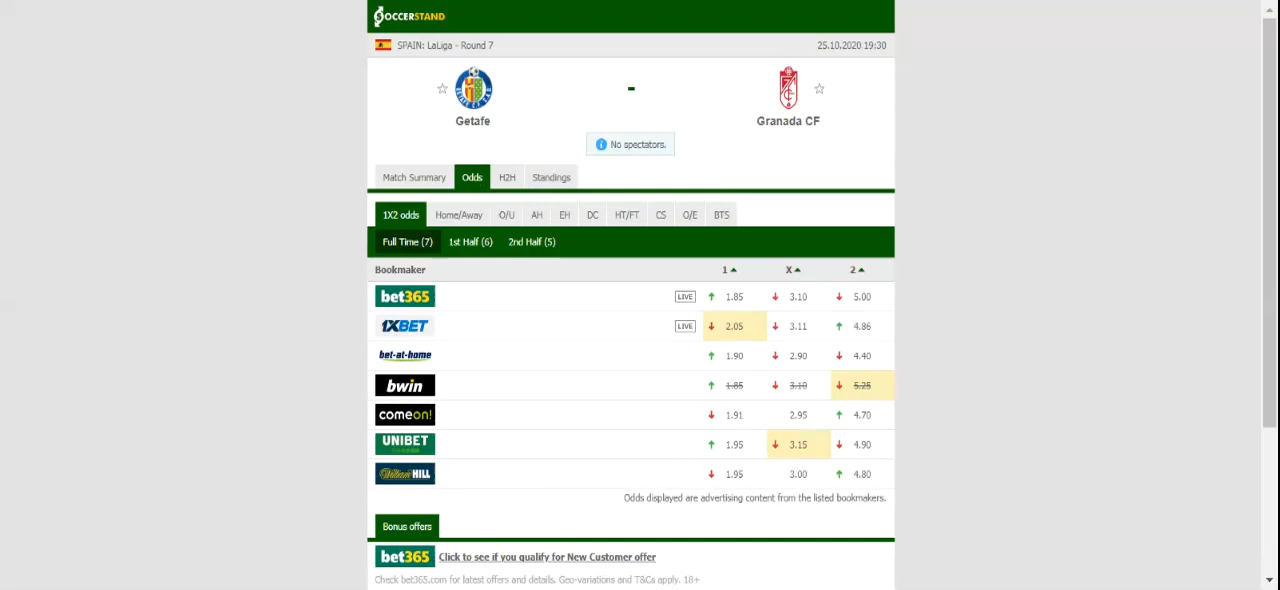 SOCCERSTAND
SPAIN: LaLiga - Round 7 25.10.2020 19:30
-
Getafe Granada CF
No spectators.
Match Summary Odds H2H Standings
1X2 odds Home/Away O/U AH EH DC HT/FT CS O/E BTS
Full Time (7) 1st Half (6) 2nd Half (5)
Bookmaker 1 X 2
bet365 LIVE 1.85 3.10 5.00
1XBET LIVE 2.05 3.11 4.86
bet-at-home 1.90 2.90 4.40
bwin 1.85 3.10 5.25
comeon! 1.91 2.95 4.70
UNIBET 1.95 3.15 4.90
William HILL 1.95 3.00 4.80
Odds displayed are advertising content from the listed bookmakers.
Bonus offers
bet365 Click to see if you qualify for New Customer offer
Check bet365.com for latest offers and details. Geo-variations and T&Cs apply. 18+